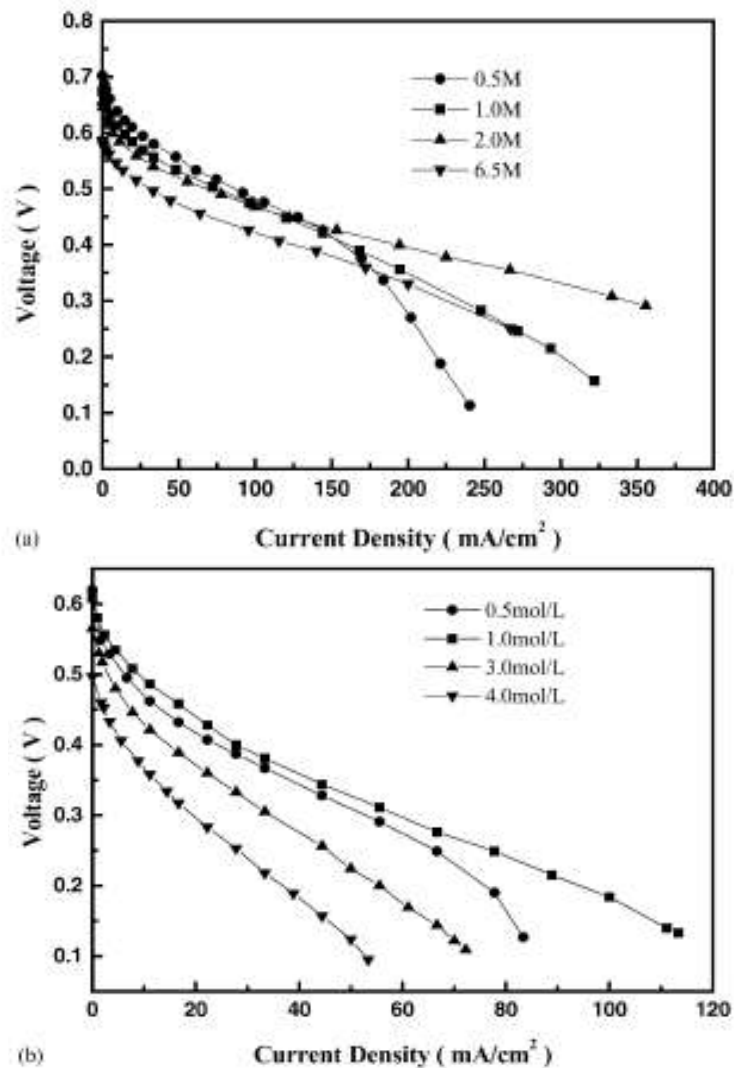 0.8
0.7
0.6
0.5
0.4
0.3
0.2
0.1
0.0
Voltage ( V )
0.5M
1.0M
2.0M
6.5M
0 50 100 150 200 250 300 350 400
(a) Current Density ( mA/cm² )
0.6
0.5
0.4
0.3
0.2
0.1
Voltage ( V )
0.5mol/L
1.0mol/L
3.0mol/L
4.0mol/L
0 20 40 60 80 100 120
(b) Current Density ( mA/cm² )